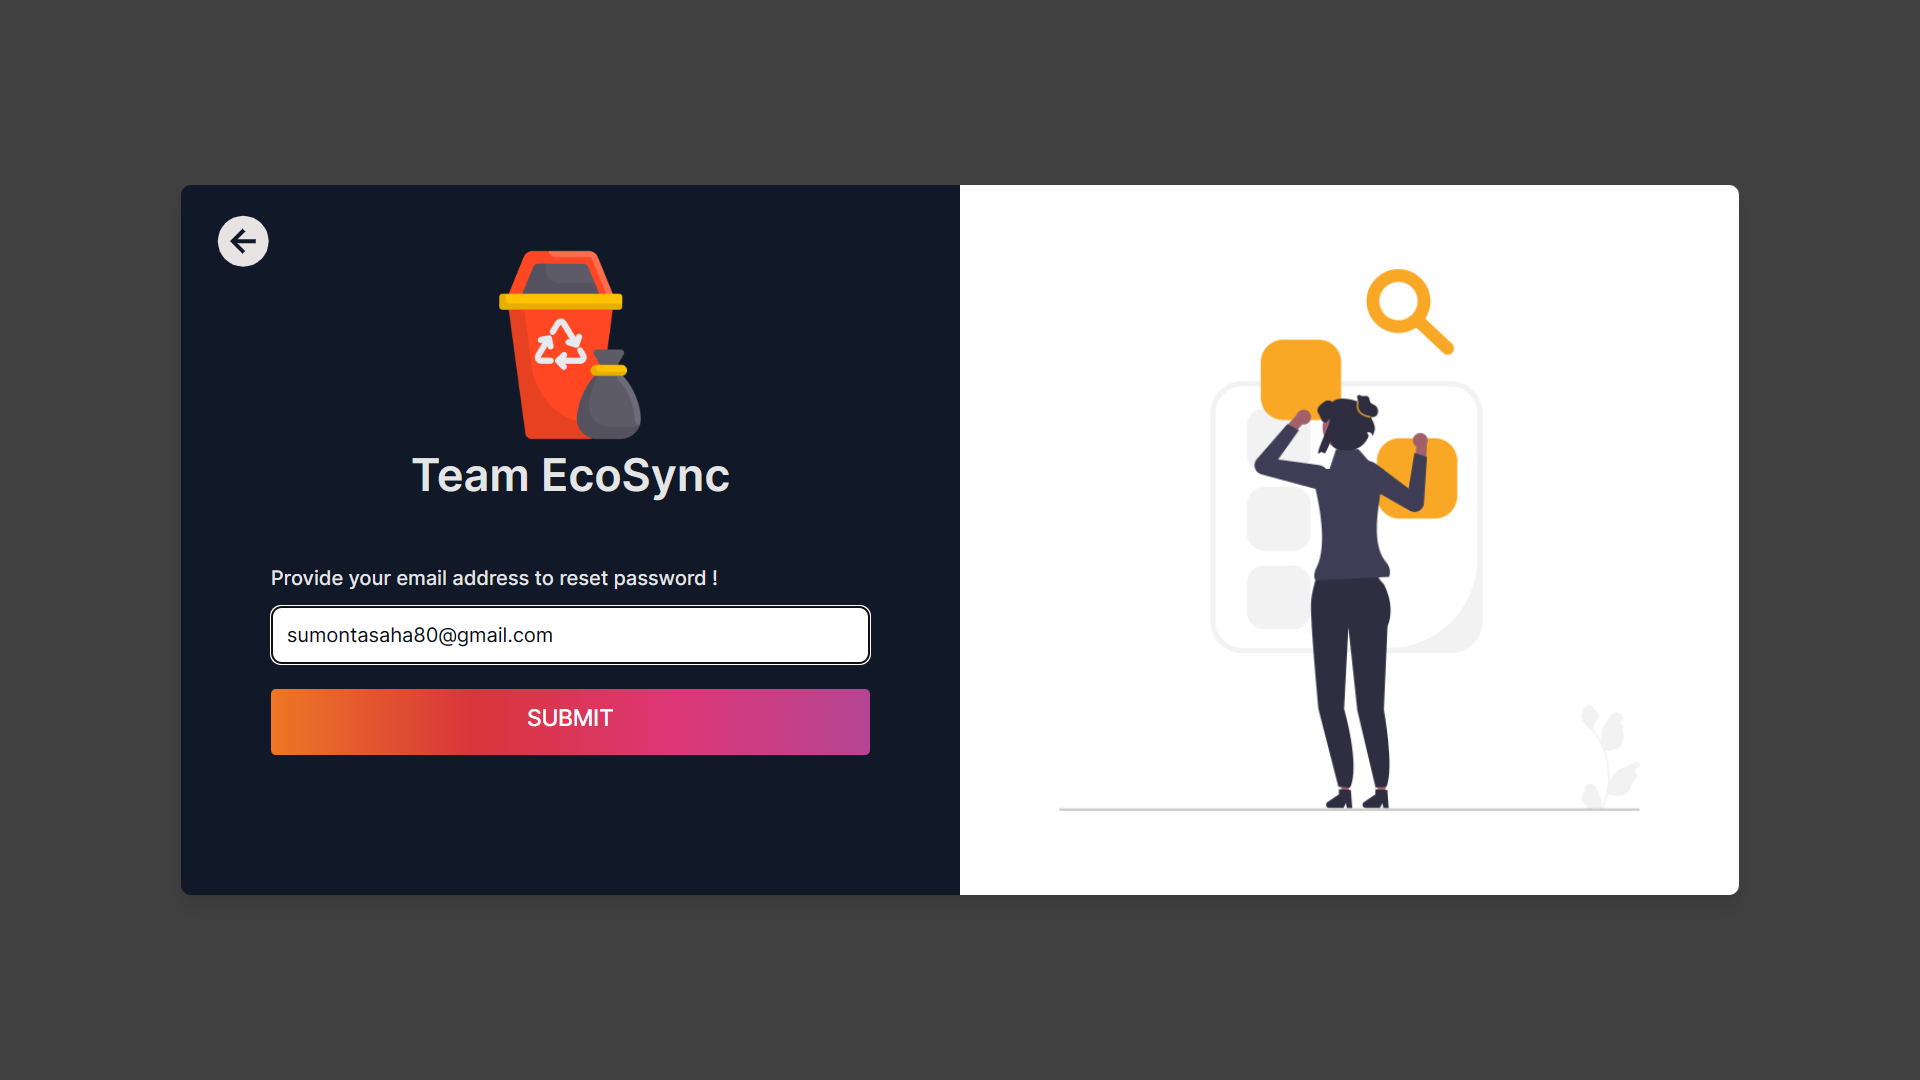 Team EcoSync
Provide your email address to reset password !
sumontasaha80@gmail.com
SUBMIT